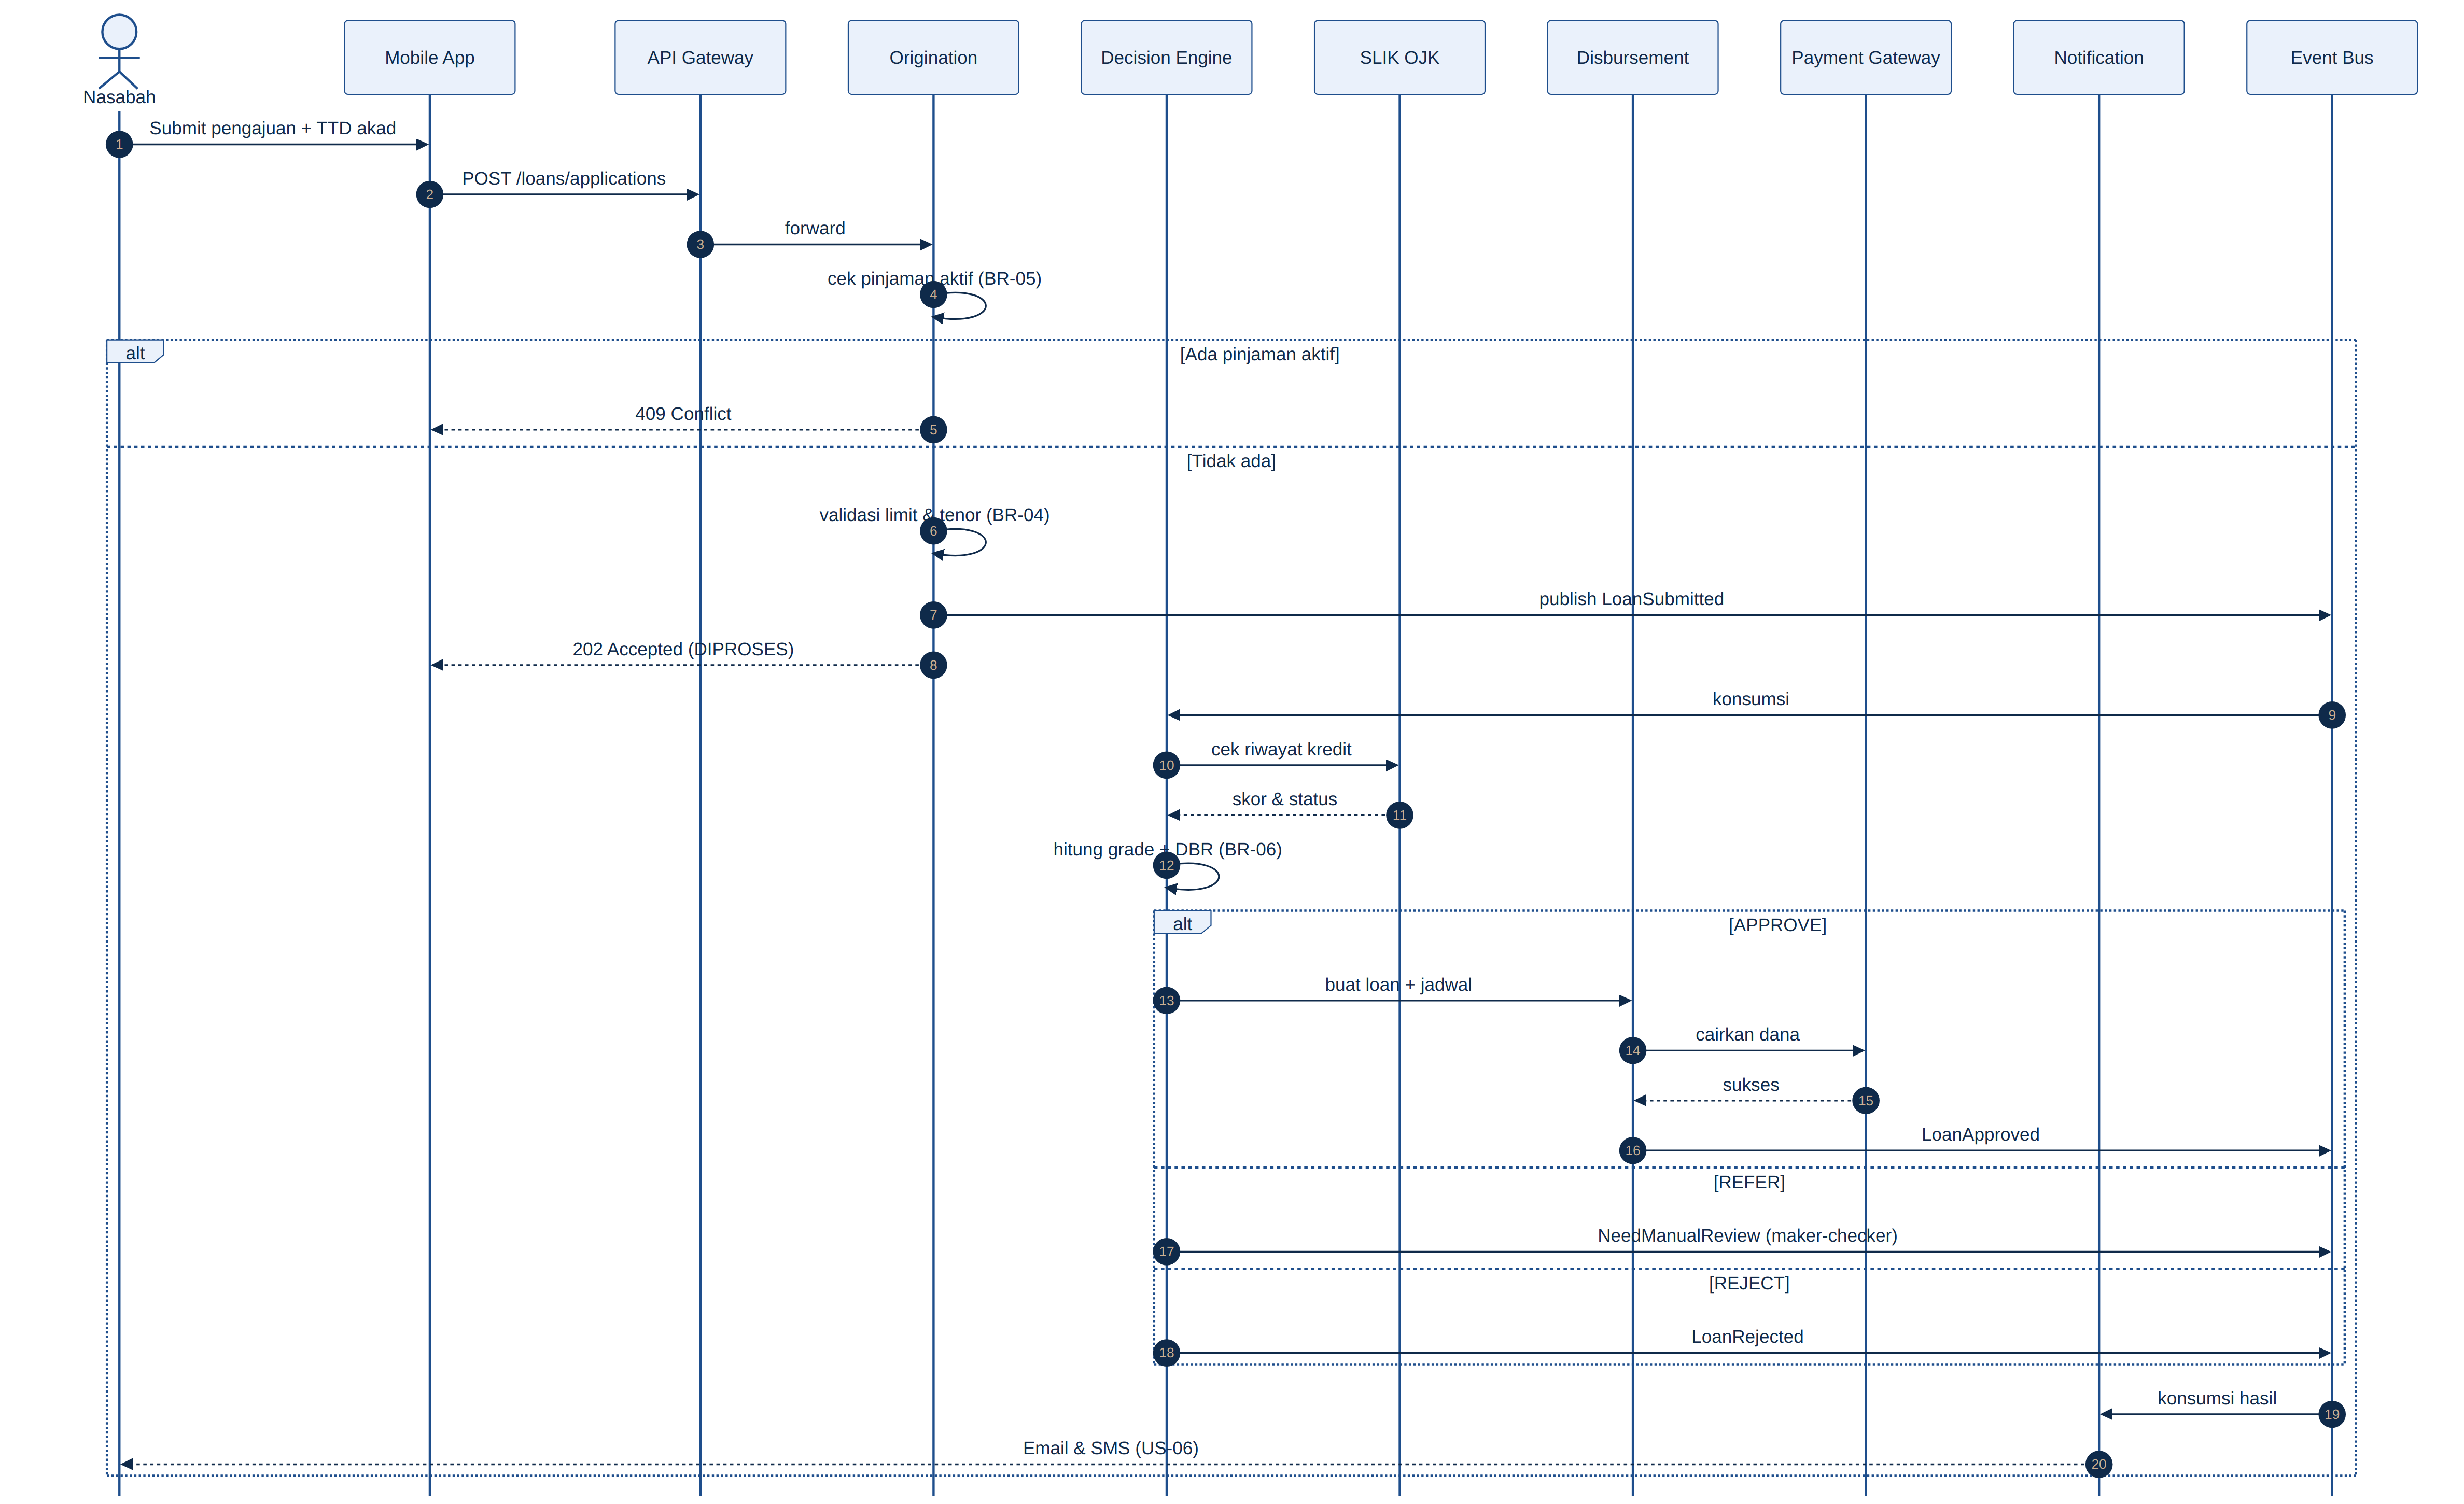 Nasabah
Mobile App
API Gateway
Origination
Decision Engine
SLIK OJK
Disbursement
Payment Gateway
Notification
Event Bus
Submit pengajuan + TTD akad
1
POST /loans/applications
2
forward
3
cek pinjaman aktif (BR-05)
4
alt
[Ada pinjaman aktif]
409 Conflict
5
[Tidak ada]
validasi limit & tenor (BR-04)
6
publish LoanSubmitted
7
202 Accepted (DIPROSES)
8
konsumsi
9
cek riwayat kredit
10
skor & status
11
hitung grade + DBR (BR-06)
12
alt
[APPROVE]
buat loan + jadwal
13
cairkan dana
14
sukses
15
LoanApproved
16
[REFER]
NeedManualReview (maker-checker)
17
[REJECT]
LoanRejected
18
konsumsi hasil
19
Email & SMS (US-06)
20